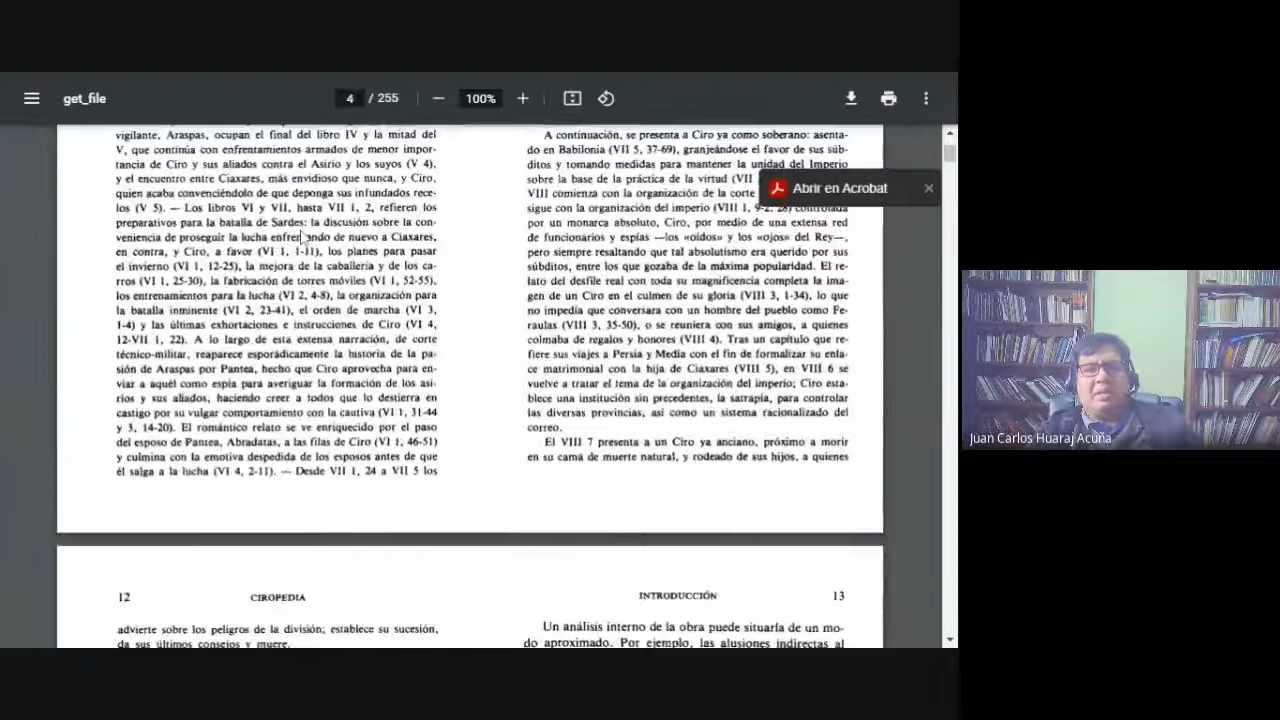 get_file
4 / 255
100%
vigilante, Araspas, ocupan el final del libro IV y la mitad del
V, que continúa con enfrentamientos armados de menor impor-
tancia de Ciro y sus aliados contra el Asirio y los suyos (V 4),
y el encuentro entre Ciaxares, más envidioso que nunca, y Ciro,
quien acaba convenciéndolo de que deponga sus infundados rece-
los (V 5). — Los libros VI y VII, hasta VII 1, 2, refieren los
preparativos para la batalla de Sardes: la discusión sobre la con-
veniencia de proseguir la lucha enfrentando de nuevo a Ciaxares,
en contra, y Ciro, a favor (VI 1, 1-11), los planes para pasar
el invierno (VI 1, 12-25), la mejora de la caballería y de los ca-
rros (VI 1, 25-30), la fabricación de torres móviles (VI 1, 52-55),
los entrenamientos para la lucha (VI 2, 4-8), la organización para
la batalla inminente (VI 2, 23-41), el orden de marcha (VI 3,
1-4) y las últimas exhortaciones e instrucciones de Ciro (VI 4,
12-VII 1, 22). A lo largo de esta extensa narración, de corte
técnico-militar, reaparece esporádicamente la historia de la pa-
sión de Araspas por Pantea, hecho que Ciro aprovecha para en-
viar a aquél como espía para averiguar la formación de los asi-
rios y sus aliados, haciendo creer a todos que lo destierra en
castigo por su vulgar comportamiento con la cautiva (VI 1, 31-44
y 3, 14-20). El romántico relato se ve enriquecido por el paso
del esposo de Pantea, Abradatas, a las filas de Ciro (VI 1, 46-51)
y culmina con la emotiva despedida de los esposos antes de que
él salga a la lucha (VI 4, 2-11). — Desde VII 1, 24 a VII 5 los
A continuación, se presenta a Ciro ya como soberano: asenta-
do en Babilonia (VII 5, 37-69), granjeándose el favor de sus súb-
ditos y tomando medidas para mantener la unidad del Imperio
sobre la base de la práctica de la virtud (VII
VIII comienza con la organización de la corte
sigue con la organización del imperio (VIII 1, 9-2, 28) controlada
por un monarca absoluto, Ciro, por medio de una extensa red
de funcionarios y espías —los «oídos» y los «ojos» del Rey—,
pero siempre resaltando que tal absolutismo era querido por sus
súbditos, entre los que gozaba de la máxima popularidad. El re-
lato del desfile real con toda su magnificencia completa la ima-
gen de un Ciro en el culmen de su gloria (VIII 3, 1-34), lo que
no impedía que conversara con un hombre del pueblo como Fe-
raulas (VIII 3, 35-50), o se reuniera con sus amigos, a quienes
colmaba de regalos y honores (VIII 4). Tras un capítulo que re-
fiere sus viajes a Persia y Media con el fin de formalizar su enla-
ce matrimonial con la hija de Ciaxares (VIII 5), en VIII 6 se
vuelve a tratar el tema de la organización del imperio; Ciro esta-
blece una institución sin precedentes, la satrapía, para controlar
las diversas provincias, así como un sistema racionalizado del
correo.
El VIII 7 presenta a un Ciro ya anciano, próximo a morir
en su cama de muerte natural, y rodeado de sus hijos, a quienes
Abrir en Acrobat
Juan Carlos Huaraj Acuña
12 CIROPEDIA
advierte sobre los peligros de la división; establece su sucesión,
da sus últimos consejos y muere.
INTRODUCCIÓN 13
Un análisis interno de la obra puede situarla de un mo-
do aproximado. Por ejemplo, las alusiones indirectas al